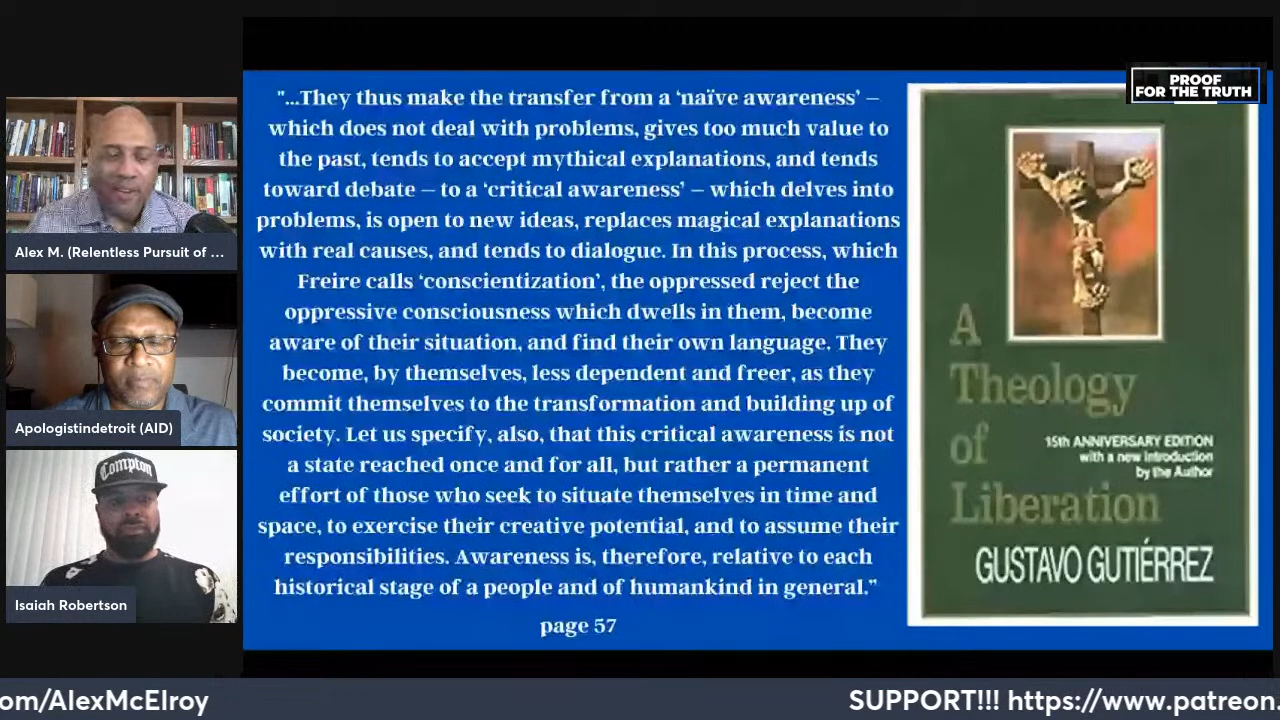 PROOF
FOR THE TRUTH
"...They thus make the transfer from a ‘naïve awareness’ –
which does not deal with problems, gives too much value to
the past, tends to accept mythical explanations, and tends
toward debate – to a ‘critical awareness’ – which delves into
problems, is open to new ideas, replaces magical explanations
with real causes, and tends to dialogue. In this process, which
Freire calls ‘conscientization’, the oppressed reject the
oppressive consciousness which dwells in them, become
aware of their situation, and find their own language. They
become, by themselves, less dependent and freer, as they
commit themselves to the transformation and building up of
society. Let us specify, also, that this critical awareness is not
a state reached once and for all, but rather a permanent
effort of those who seek to situate themselves in time and
space, to exercise their creative potential, and to assume their
responsibilities. Awareness is, therefore, relative to each
historical stage of a people and of humankind in general.”
page 57
A
Theology
of
Liberation
15th ANNIVERSARY EDITION
with a new introduction
by the Author
GUSTAVO GUTIÉRREZ
Alex M. (Relentless Pursuit of ...
Apologistindetroit (AID)
Compton
Isaiah Robertson
om/AlexMcElroy
SUPPORT!!! https://www.patreon.